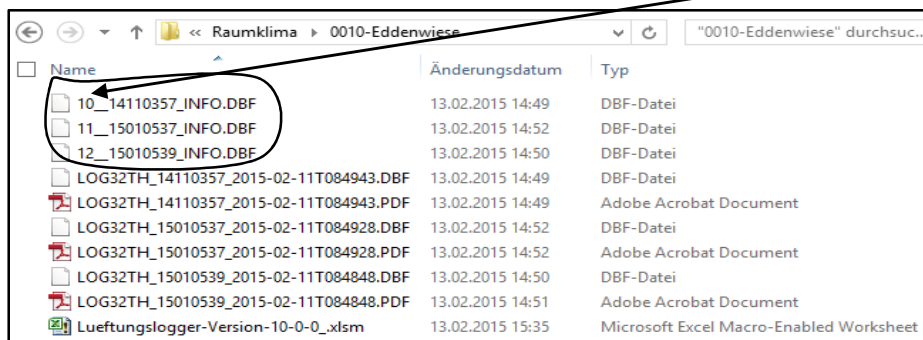 « Raumklima 0010-Eddenwiese "0010-Eddenwiese" durchsuc...
Name Änderungsdatum Typ
10__14110357_INFO.DBF 13.02.2015 14:49 DBF-Datei
11__15010537_INFO.DBF 13.02.2015 14:52 DBF-Datei
12__15010539_INFO.DBF 13.02.2015 14:50 DBF-Datei
LOG32TH_14110357_2015-02-11T084943.DBF 13.02.2015 14:49 DBF-Datei
LOG32TH_14110357_2015-02-11T084943.PDF 13.02.2015 14:49 Adobe Acrobat Document
LOG32TH_15010537_2015-02-11T084928.DBF 13.02.2015 14:52 DBF-Datei
LOG32TH_15010537_2015-02-11T084928.PDF 13.02.2015 14:52 Adobe Acrobat Document
LOG32TH_15010539_2015-02-11T084848.DBF 13.02.2015 14:50 DBF-Datei
LOG32TH_15010539_2015-02-11T084848.PDF 13.02.2015 14:51 Adobe Acrobat Document
Lueftungslogger-Version-10-0-0_.xlsm 13.02.2015 15:35 Microsoft Excel Macro-Enabled Worksheet